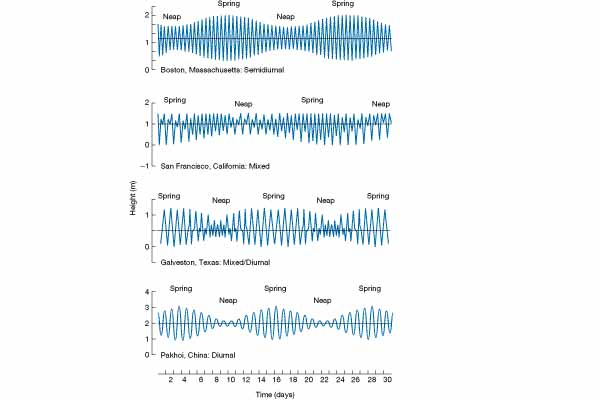 Spring Spring
Neap Neap
2
1
0
Boston, Massachusetts: Semidiurnal
Spring Neap Spring Neap
2
1
0
−1
San Francisco, California: Mixed
Height (m)
Spring Neap Spring Neap Spring
1
0
Galveston, Texas: Mixed/Diurnal
Spring Neap Spring Neap Spring
4
3
2
1
0
Pakhoi, China: Diurnal
2 4 6 8 10 12 14 16 18 20 22 24 26 28 30
Time (days)